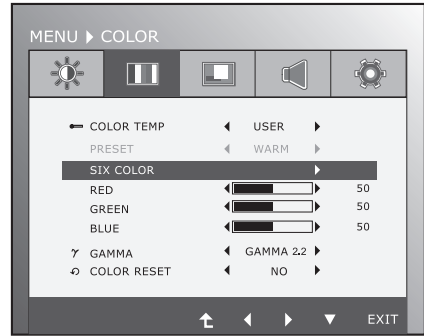 MENU ▶ COLOR
COLOR TEMP ◀ USER ▶
PRESET ◀ WARM ▶
SIX COLOR ▶
RED ◀ ▶ 50
GREEN ◀ ▶ 50
BLUE ◀ ▶ 50
γ GAMMA ◀ GAMMA 2.2 ▶
COLOR RESET ◀ NO ▶
EXIT